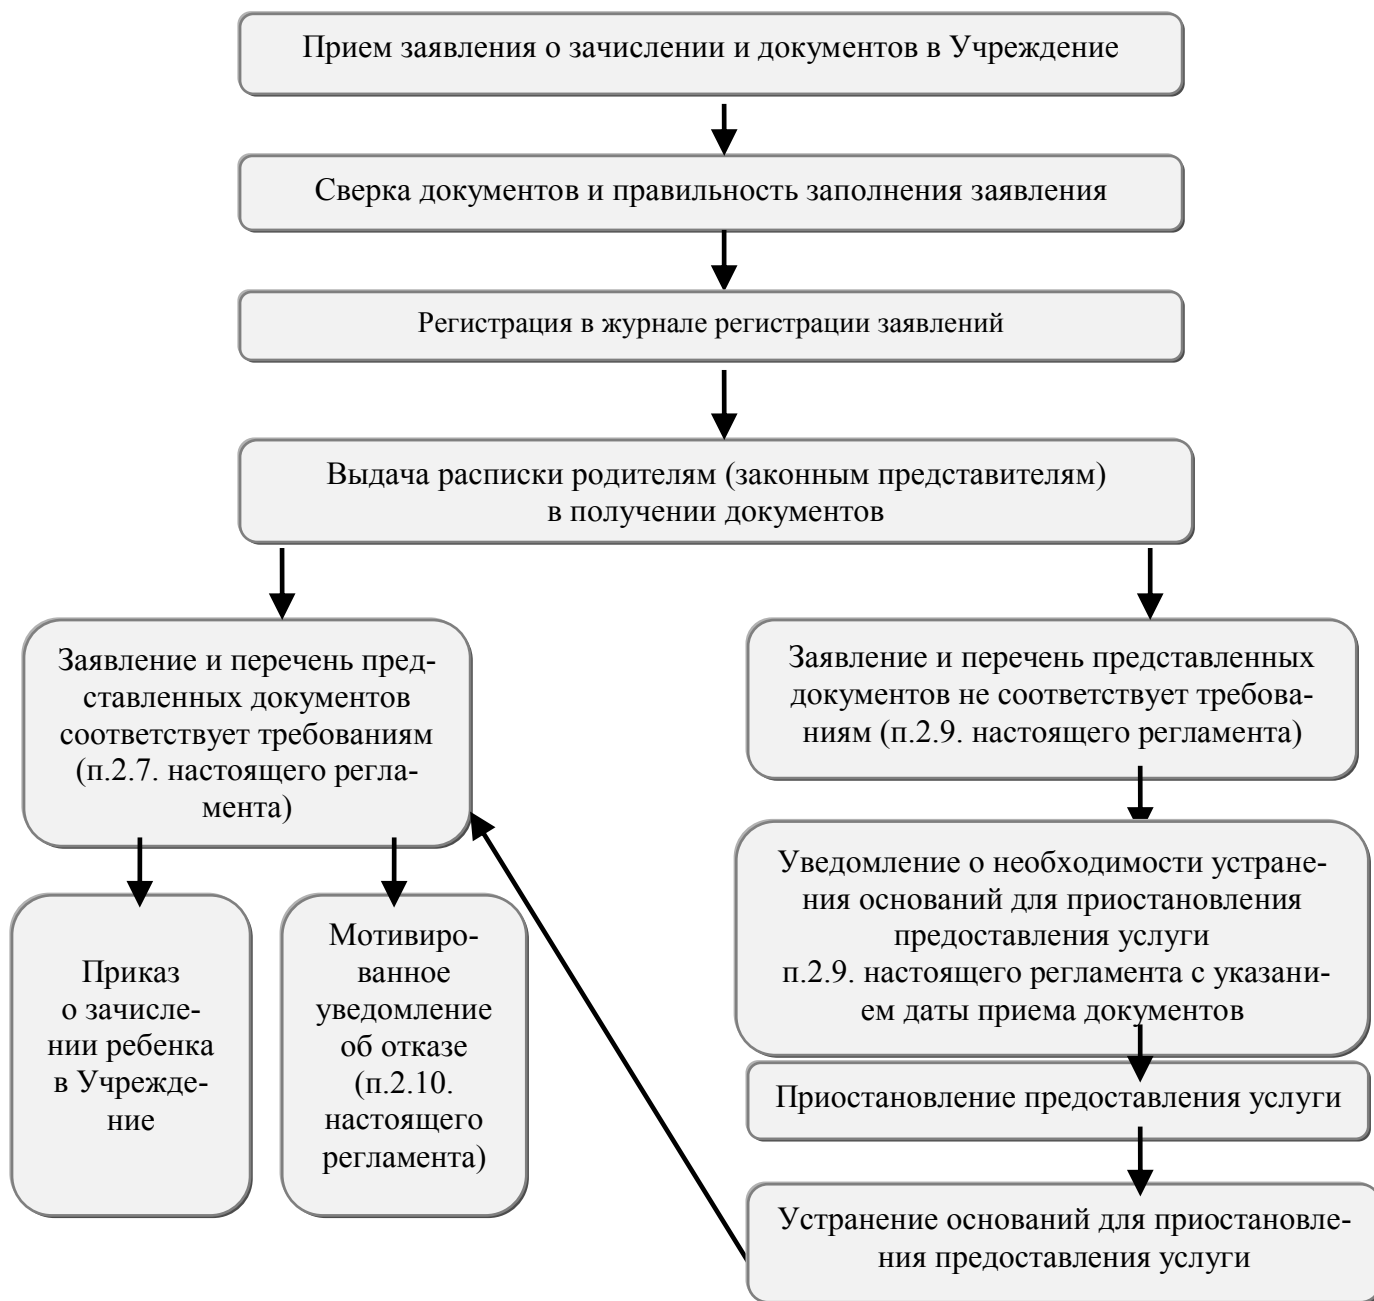 Прием заявления о зачислении и документов в Учреждение
Сверка документов и правильность заполнения заявления
Регистрация в журнале регистрации заявлений
Выдача расписки родителям (законным представителям)
в получении документов
Заявление и перечень пред-
ставленных документов
соответствует требованиям
(п.2.7. настоящего регла-
мента)
Заявление и перечень представленных
документов не соответствует требова-
ниям (п.2.9. настоящего регламента)
Уведомление о необходимости устране-
ния оснований для приостановления
предоставления услуги
п.2.9. настоящего регламента с указани-
ем даты приема документов
Приказ
о зачисле-
нии ребенка
в Учрежде-
ние
Мотивиро-
ванное
уведомление
об отказе
(п.2.10.
настоящего
регламента)
Приостановление предоставления услуги
Устранение оснований для приостановле-
ния предоставления услуги